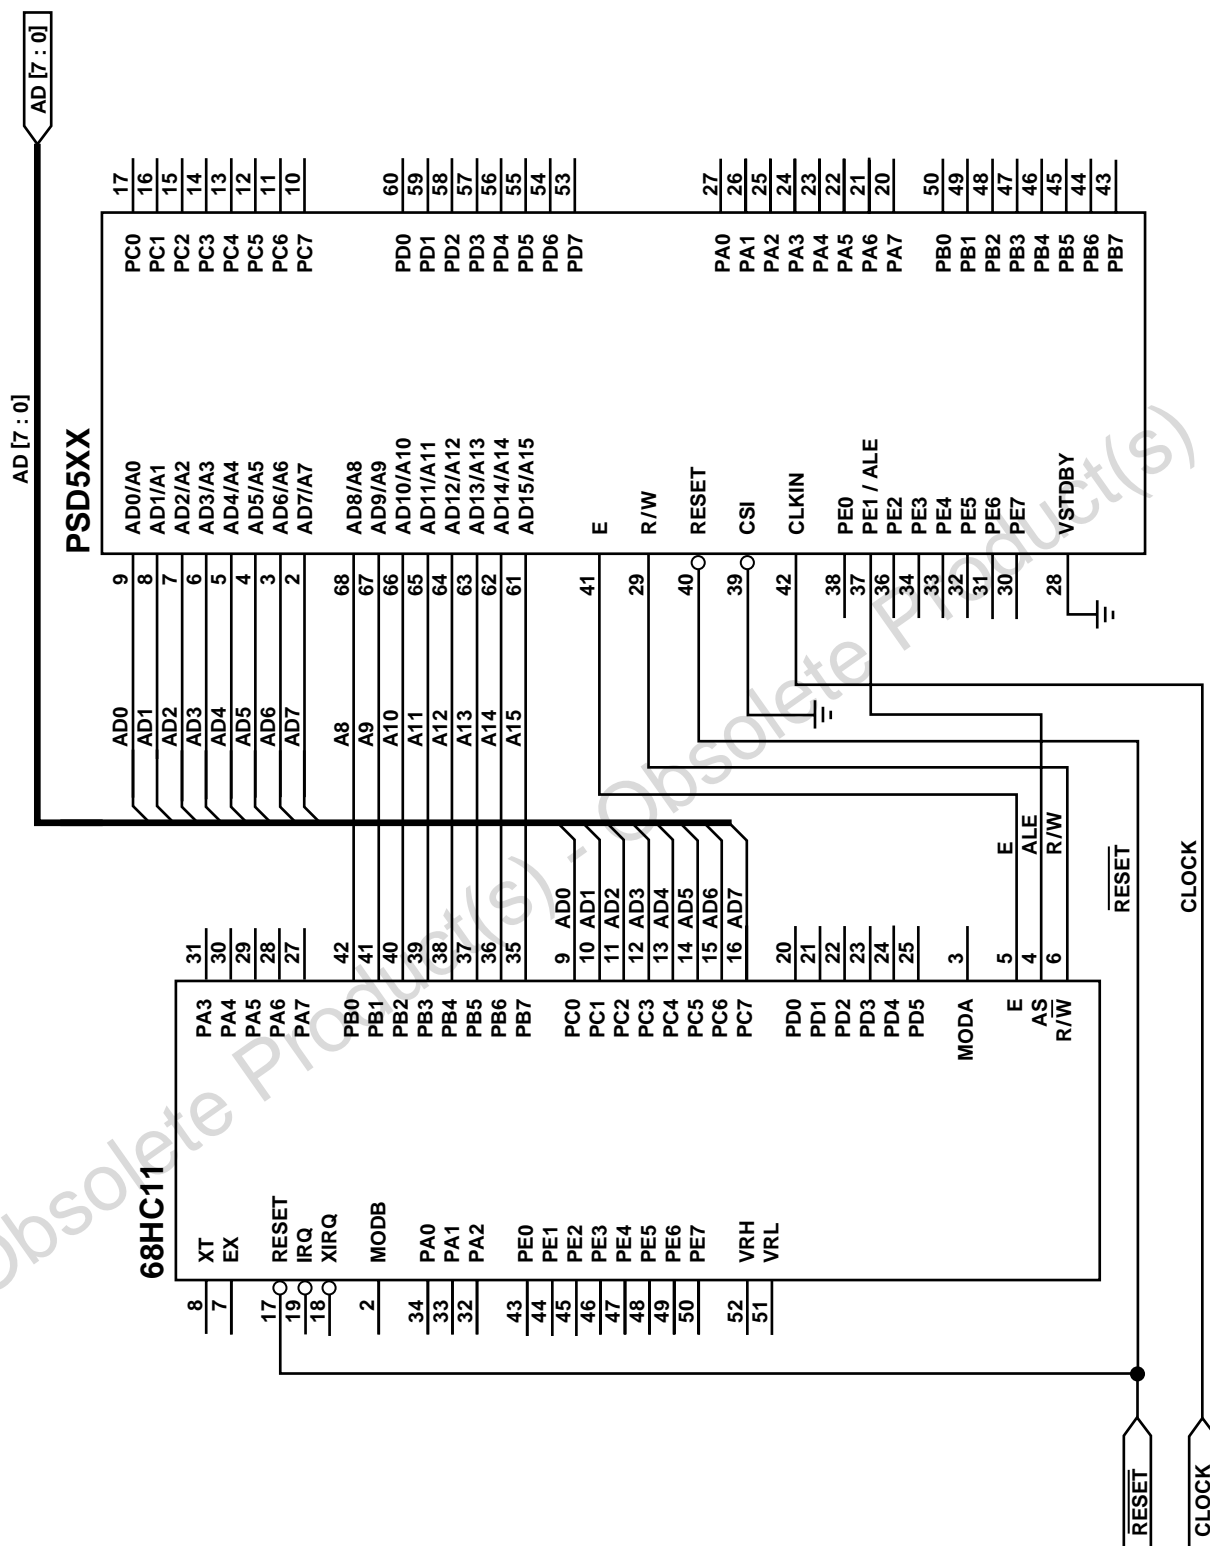 AD [7 : 0]
AD [7 : 0]
PSD5XX
68HC11
8 XT
7 EX
17 RESET
19 IRQ
18 XIRQ
2 MODB
34 PA0
33 PA1
32 PA2
43 PE0
44 PE1
45 PE2
46 PE3
47 PE4
48 PE5
49 PE6
50 PE7
52 VRH
51 VRL
PA3 31
PA4 30
PA5 29
PA6 28
PA7 27
PB0 42
PB1 41
PB2 40
PB3 39
PB4 38
PB5 37
PB6 36
PB7 35
PC0 9 AD0
PC1 10 AD1
PC2 11 AD2
PC3 12 AD3
PC4 13 AD4
PC5 14 AD5
PC6 15 AD6
PC7 16 AD7
PD0 20
PD1 21
PD2 22
PD3 23
PD4 24
PD5 25
MODA 3
E 5 E
AS 4 ALE
R/W 6 R/W
AD0 9 AD0/A0
AD1 8 AD1/A1
AD2 7 AD2/A2
AD3 6 AD3/A3
AD4 5 AD4/A4
AD5 4 AD5/A5
AD6 3 AD6/A6
AD7 2 AD7/A7
A8 68 AD8/A8
A9 67 AD9/A9
A10 66 AD10/A10
A11 65 AD11/A11
A12 64 AD12/A12
A13 63 AD13/A13
A14 62 AD14/A14
A15 61 AD15/A15
41 E
29 R/W
40 RESET
39 CSI
42 CLKIN
38 PE0
37 PE1 / ALE
36 PE2
34 PE3
33 PE4
32 PE5
31 PE6
30 PE7
28 VSTDBY
PC0 17
PC1 16
PC2 15
PC3 14
PC4 13
PC5 12
PC6 11
PC7 10
PD0 60
PD1 59
PD2 58
PD3 57
PD4 56
PD5 55
PD6 54
PD7 53
PA0 27
PA1 26
PA2 25
PA3 24
PA4 23
PA5 22
PA6 21
PA7 20
PB0 50
PB1 49
PB2 48
PB3 47
PB4 46
PB5 45
PB6 44
PB7 43
RESET
RESET
CLOCK
CLOCK
Obsolete Product(s) - Obsolete Product(s)